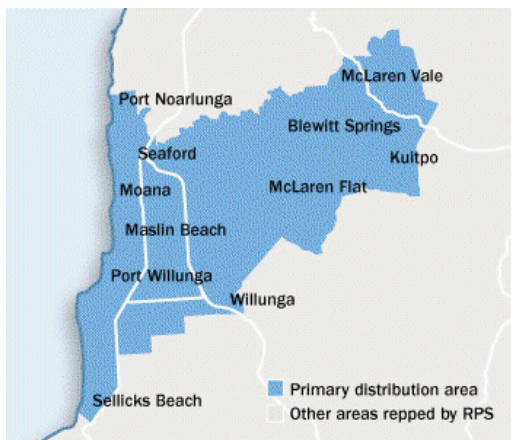 McLaren Vale
Port Noarlunga
Blewitt Springs
Seaford
Kuitpo
Moana
McLaren Flat
Maslin Beach
Port Willunga
Willunga
Sellicks Beach
Primary distribution area
Other areas repped by RPS